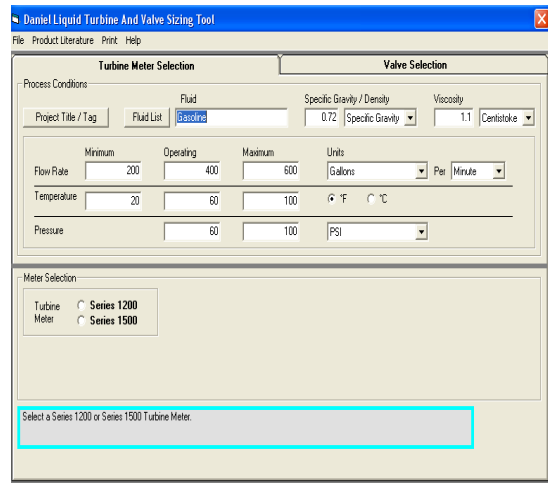 Daniel Liquid Turbine And Valve Sizing Tool
File Product Literature Print Help
Turbine Meter Selection Valve Selection
Process Conditions
Fluid Specific Gravity / Density Viscosity
Project Title / Tag Fluid List Gasoline 0.72 Specific Gravity 1.1 Centistoke
Minimum Operating Maximum Units
Flow Rate 200 400 600 Gallons Per Minute
Temperature 20 60 100 °F °C
Pressure 60 100 PSI
Meter Selection
Turbine Series 1200
Meter Series 1500
Select a Series 1200 or Series 1500 Turbine Meter.